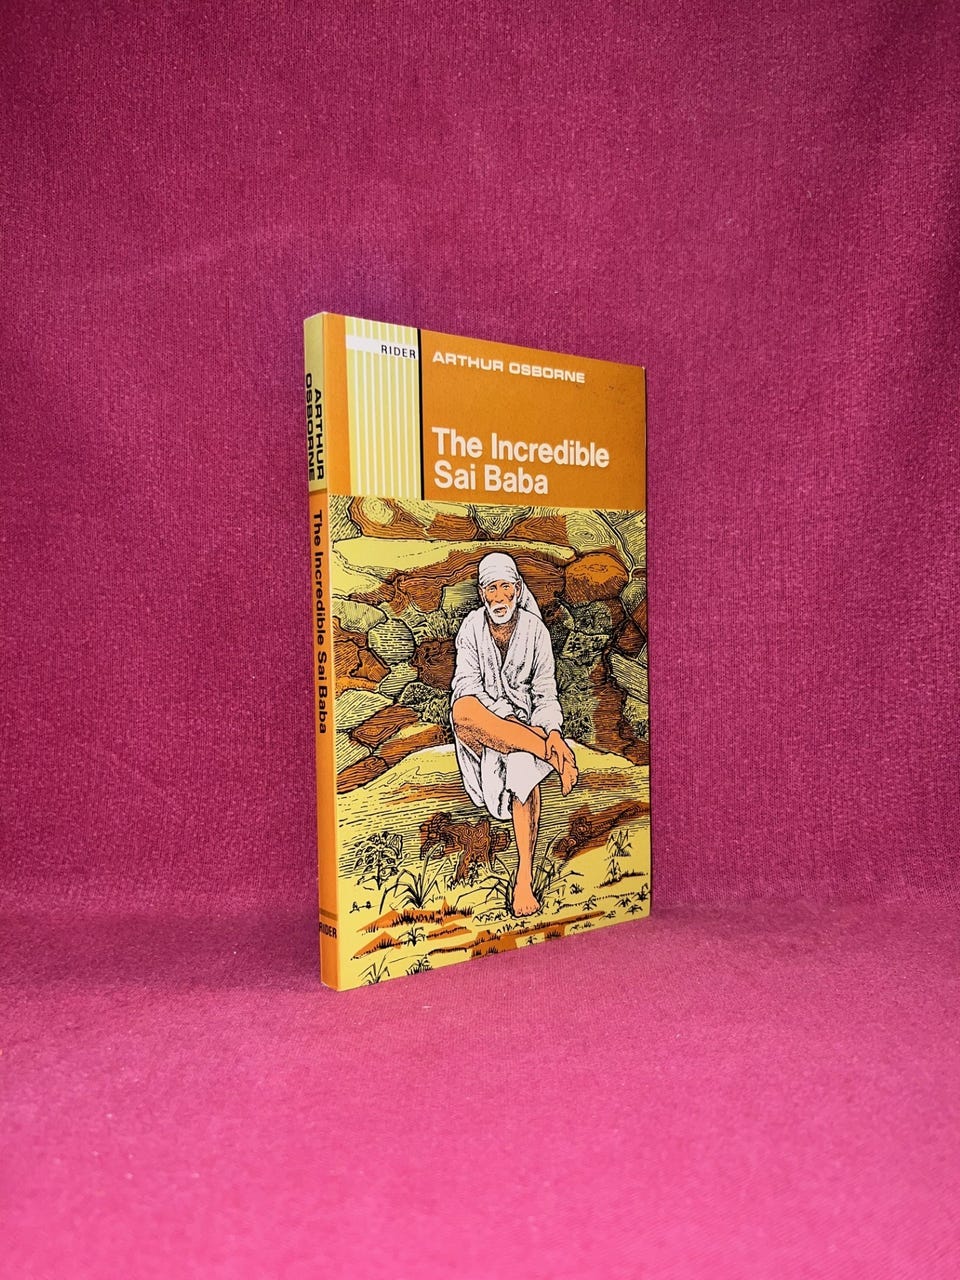 RIDER
ARTHUR OSBORNE
The Incredible
Sai Baba
ARTHUR
OSBORNE
The Incredible Sai Baba
RIDER